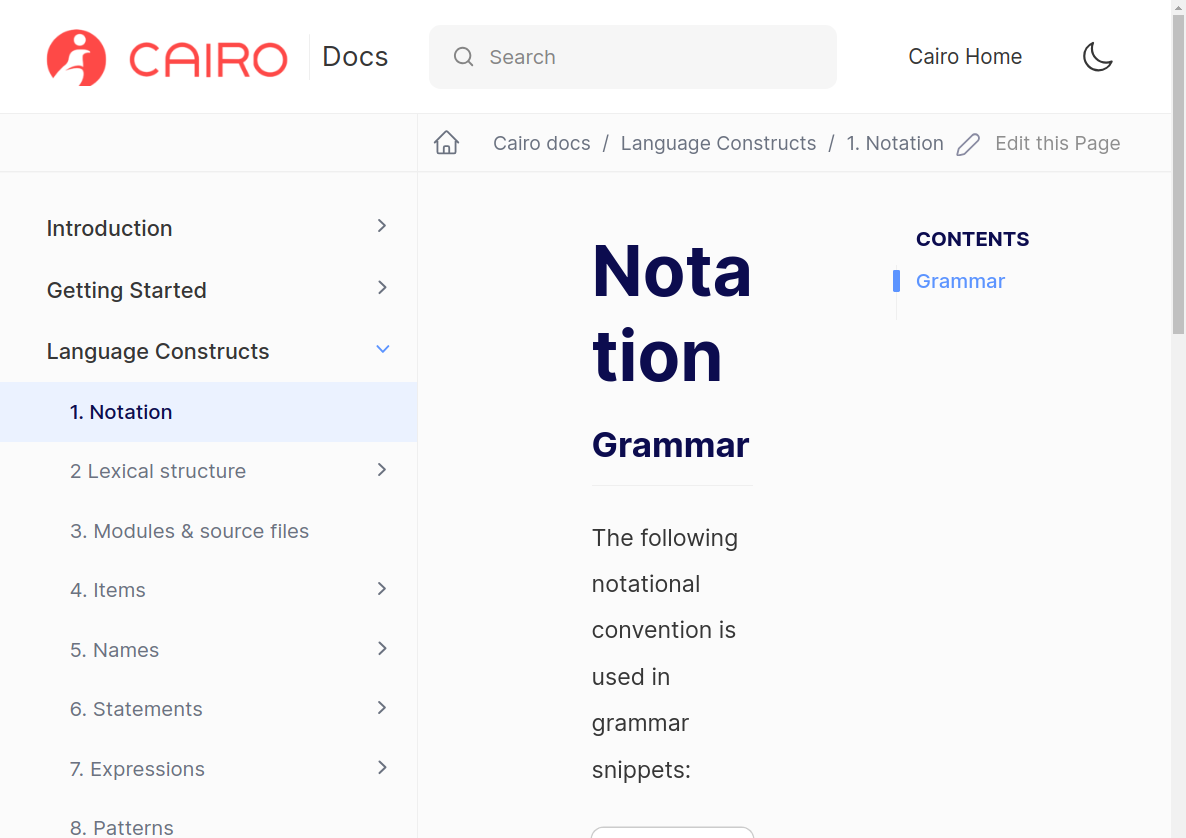 CAIRO Docs
Search
Cairo Home
Cairo docs / Language Constructs / 1. Notation
Edit this Page
Introduction
Getting Started
Language Constructs
1. Notation
2 Lexical structure
3. Modules & source files
4. Items
5. Names
6. Statements
7. Expressions
8. Patterns
Nota
tion
Grammar
The following
notational
convention is
used in
grammar
snippets:
CONTENTS
Grammar